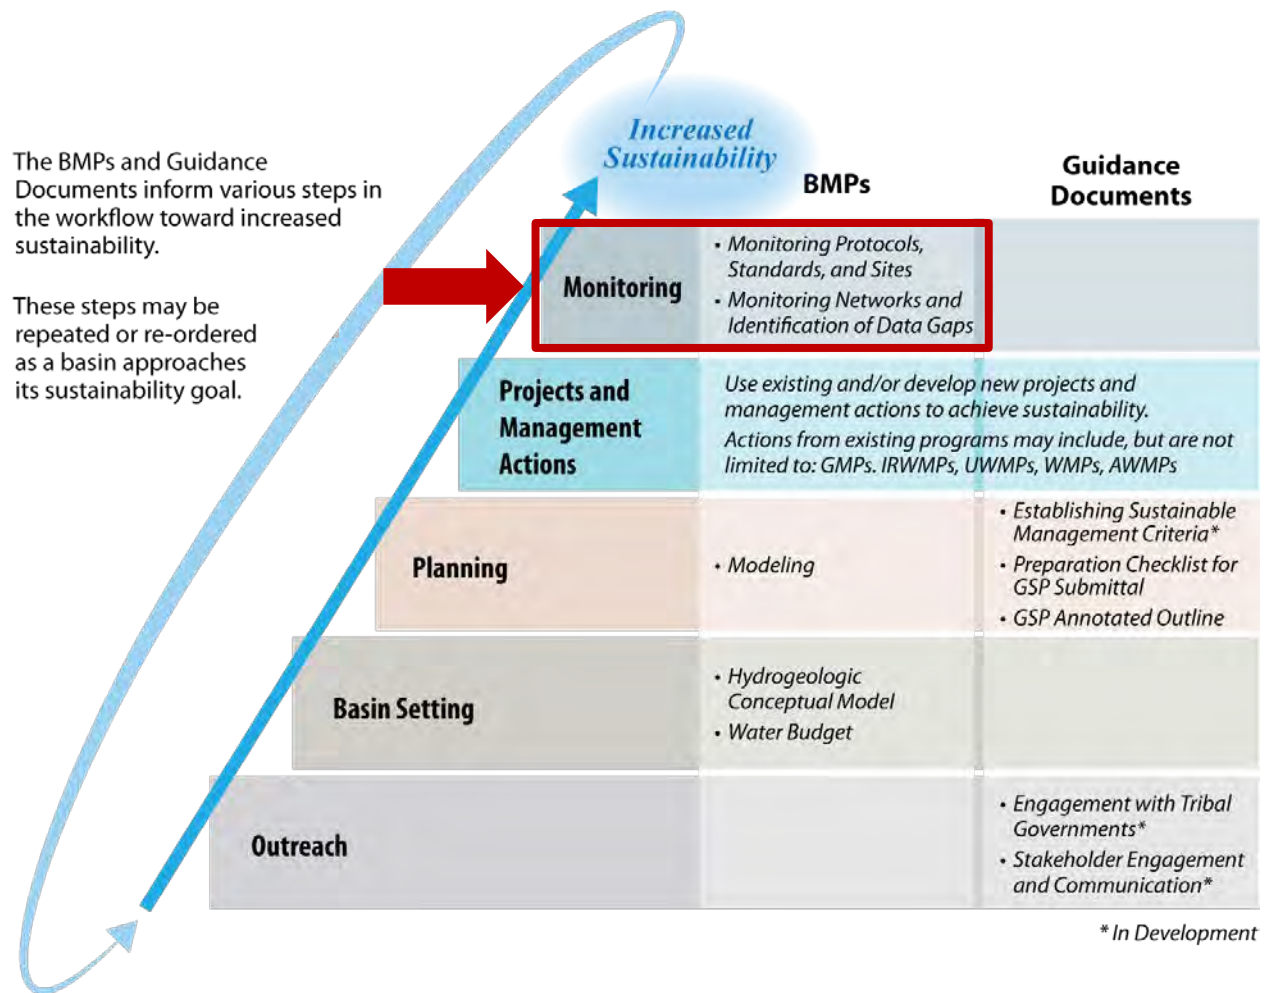 The BMPs and Guidance
Documents inform various steps in
the workflow toward increased
sustainability.
These steps may be
repeated or re-ordered
as a basin approaches
its sustainability goal.
Increased
Sustainability
BMPs
Guidance
Documents
Monitoring
• Monitoring Protocols,
Standards, and Sites
• Monitoring Networks and
Identification of Data Gaps
Projects and
Management
Actions
Use existing and/or develop new projects and
management actions to achieve sustainability.
Actions from existing programs may include, but are not
limited to: GMPs. IRWMPs, UWMPs, WMPs, AWMPs
Planning
• Modeling
• Establishing Sustainable
Management Criteria*
• Preparation Checklist for
GSP Submittal
• GSP Annotated Outline
Basin Setting
• Hydrogeologic
Conceptual Model
• Water Budget
Outreach
• Engagement with Tribal
Governments*
• Stakeholder Engagement
and Communication*
* In Development